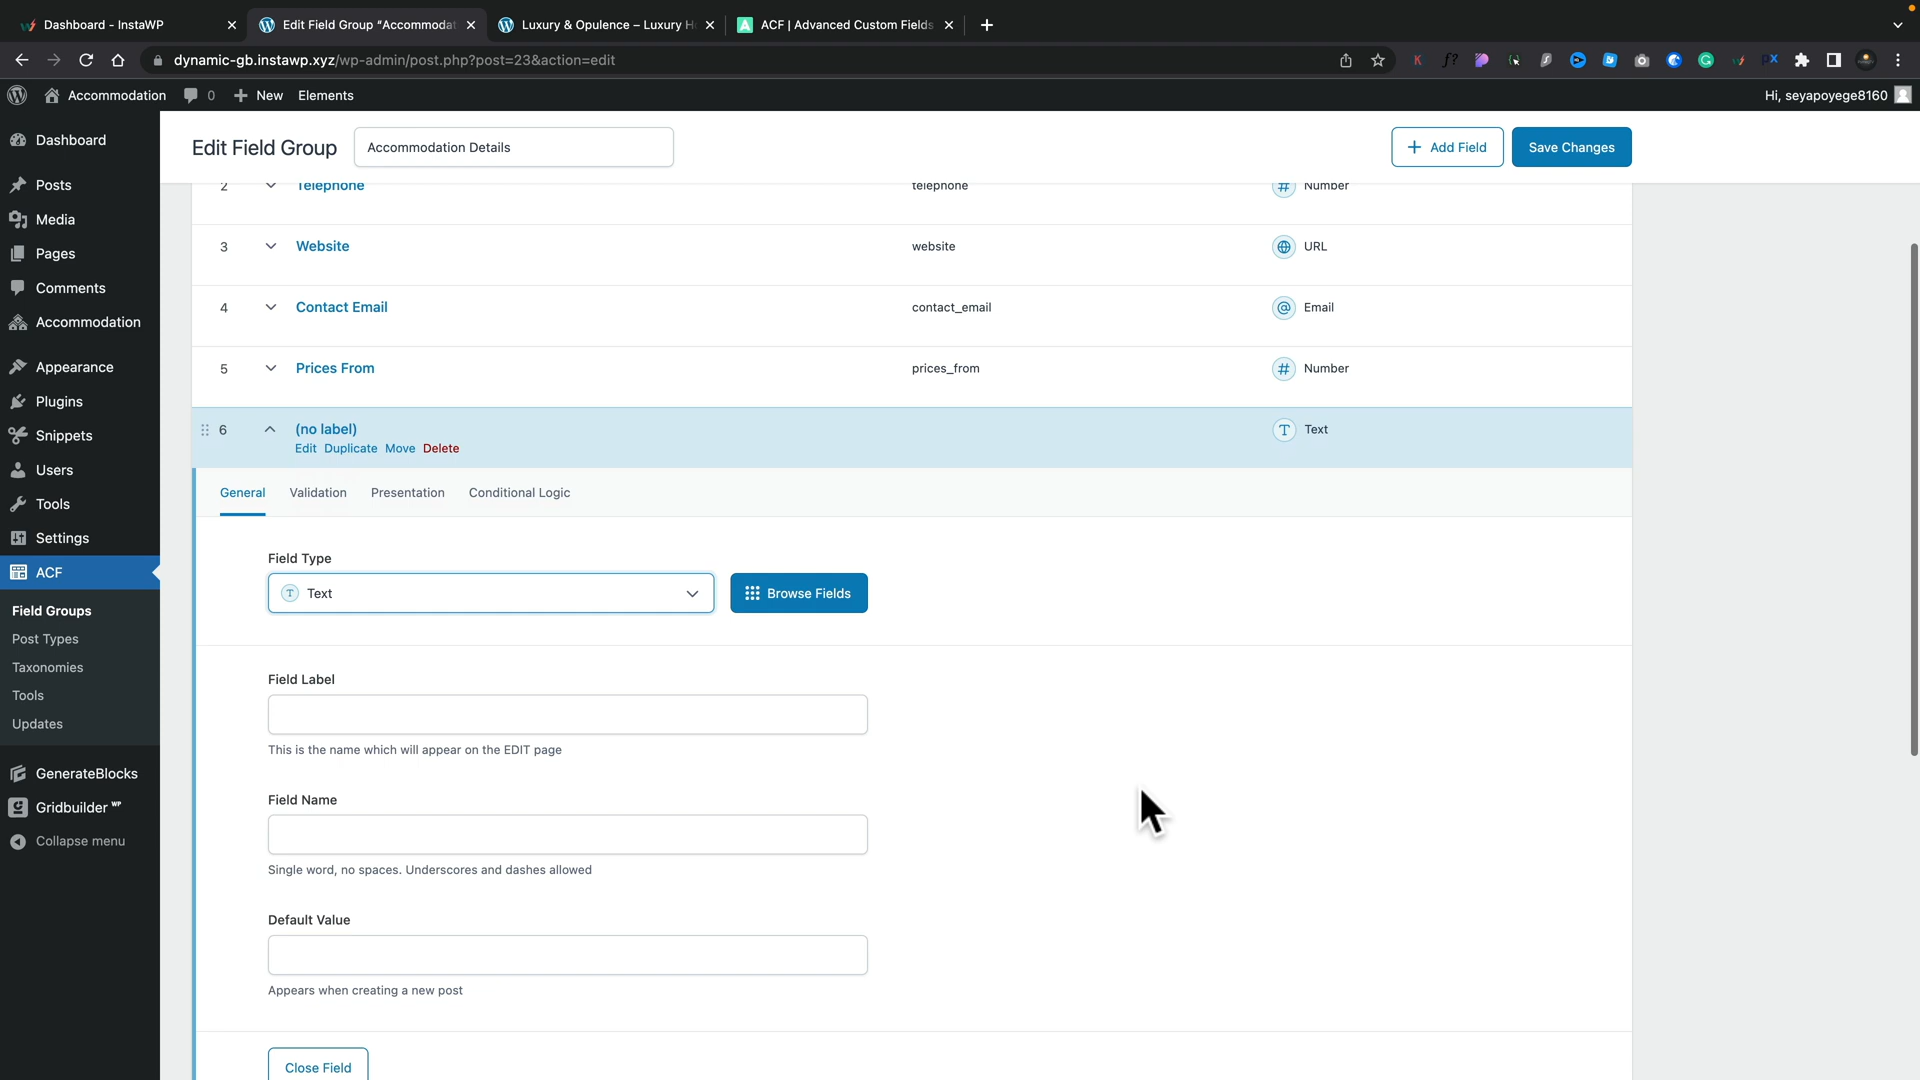 Dashboard - InstaWP
Edit Field Group “Accommodat
Luxury & Opulence – Luxury H
ACF | Advanced Custom Fields
dynamic-gb.instawp.xyz/wp-admin/post.php?post=23&action=edit
Accommodation
0
New
Elements
Hi, seyapoyege8160
Dashboard
Posts
Media
Pages
Comments
Accommodation
Appearance
Plugins
Snippets
Users
Tools
Settings
ACF
Field Groups
Post Types
Taxonomies
Tools
Updates
GenerateBlocks
Gridbuilder WP
Collapse menu
Edit Field Group
Accommodation Details
+ Add Field
Save Changes
2 Telephone telephone # Number
3 Website website URL
4 Contact Email contact_email @ Email
5 Prices From prices_from # Number
6 (no label) T Text
Edit Duplicate Move Delete
General Validation Presentation Conditional Logic
Field Type
T Text
Browse Fields
Field Label
This is the name which will appear on the EDIT page
Field Name
Single word, no spaces. Underscores and dashes allowed
Default Value
Appears when creating a new post
Close Field